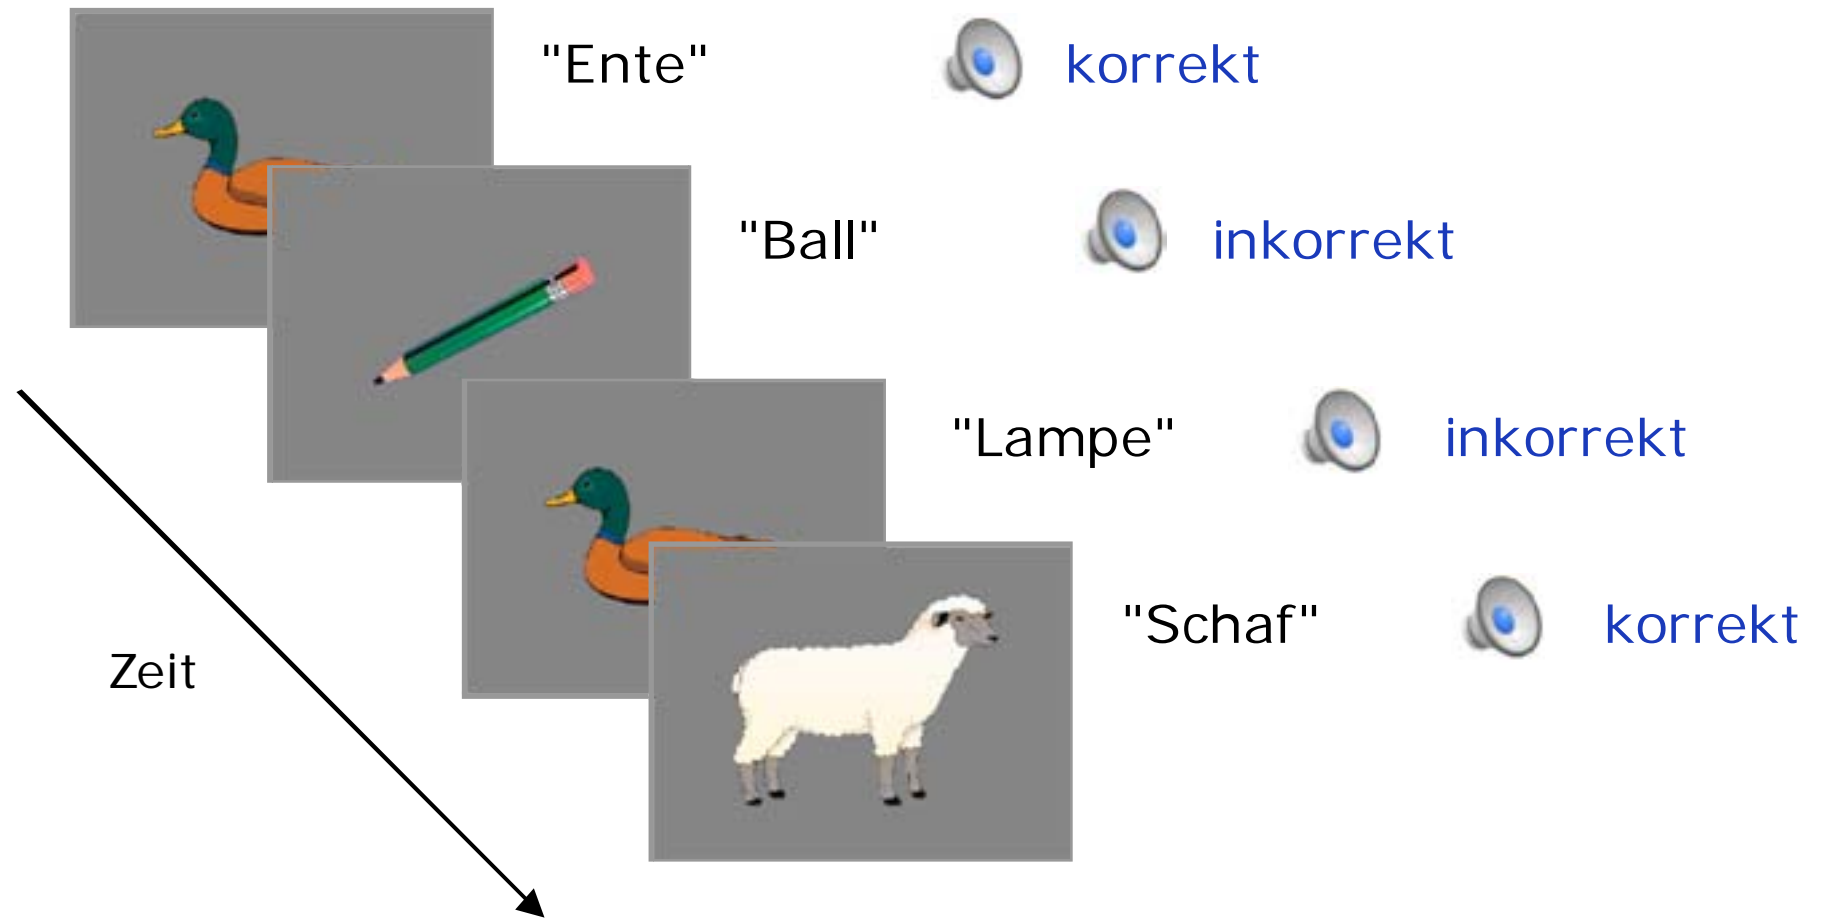 "Ente" korrekt
"Ball" inkorrekt
"Lampe" inkorrekt
"Schaf" korrekt
Zeit